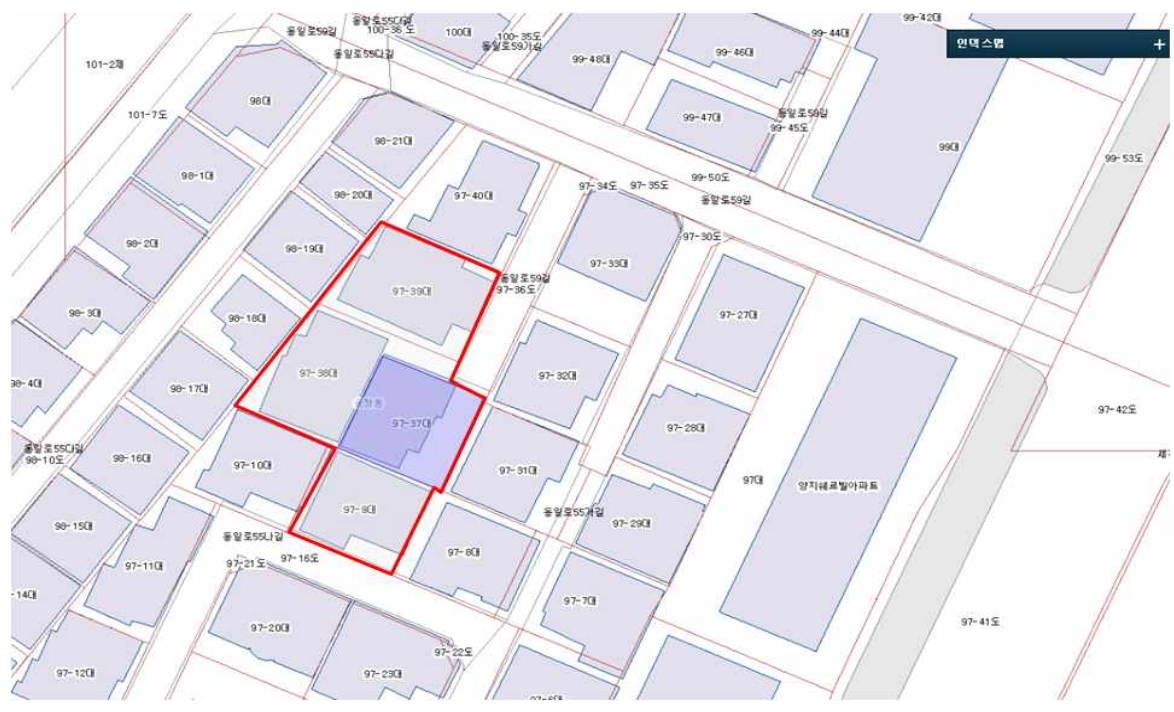 99-42대
동일로55다길
동일로59길
100-36 도
100대
100-35도
동일로59가길
99-44대
인덱스맵 +
동일로55다길
99-46대
99-48대
101-2제
98대
101-7도
99-47대
동일로59길
99-45도
99대
98-21대
99-53도
98-1대
97-34도
97-35도
99-50도
98-20대
97-40대
동일로59길
97-30도
98-2대
98-19대
97-33대
동일로59길
97-36도
97-39대
98-3대
98-18대
97-27대
97-38대
97-32대
98-4대
98-17대
97-42도
97-37대
97-28대
동일로55다길
98-10도
98-16대
97-10대
97-31대
97대
양지쉐르빌아파트
97-9대
동일로55가길
98-15대
97-29대
동일로55나길
97-16도
97-8대
97-21도
97-11대
-14대
97-7대
97-20대
97-41도
97-22도
97-12대
97-23대
97-6대